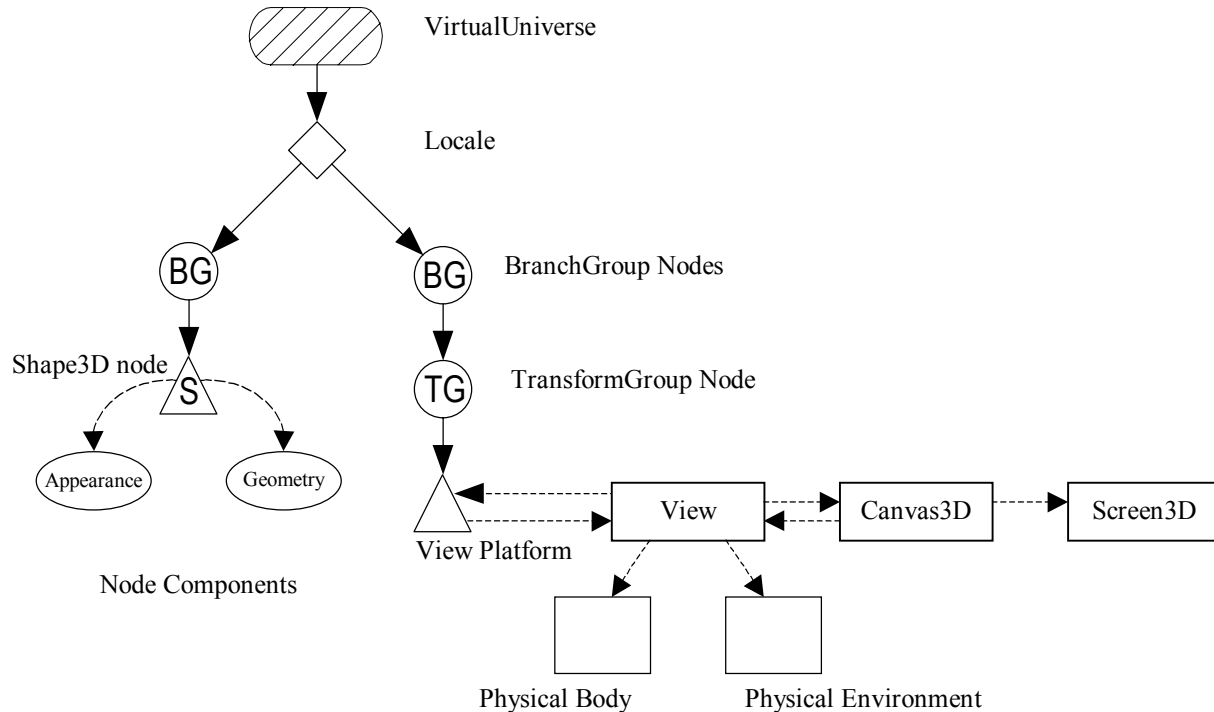 VirtualUniverse
Locale
BG
BG
BranchGroup Nodes
Shape3D node
S
TG
TransformGroup Node
Appearance
Geometry
View
Canvas3D
Screen3D
View Platform
Node Components
Physical Body
Physical Environment